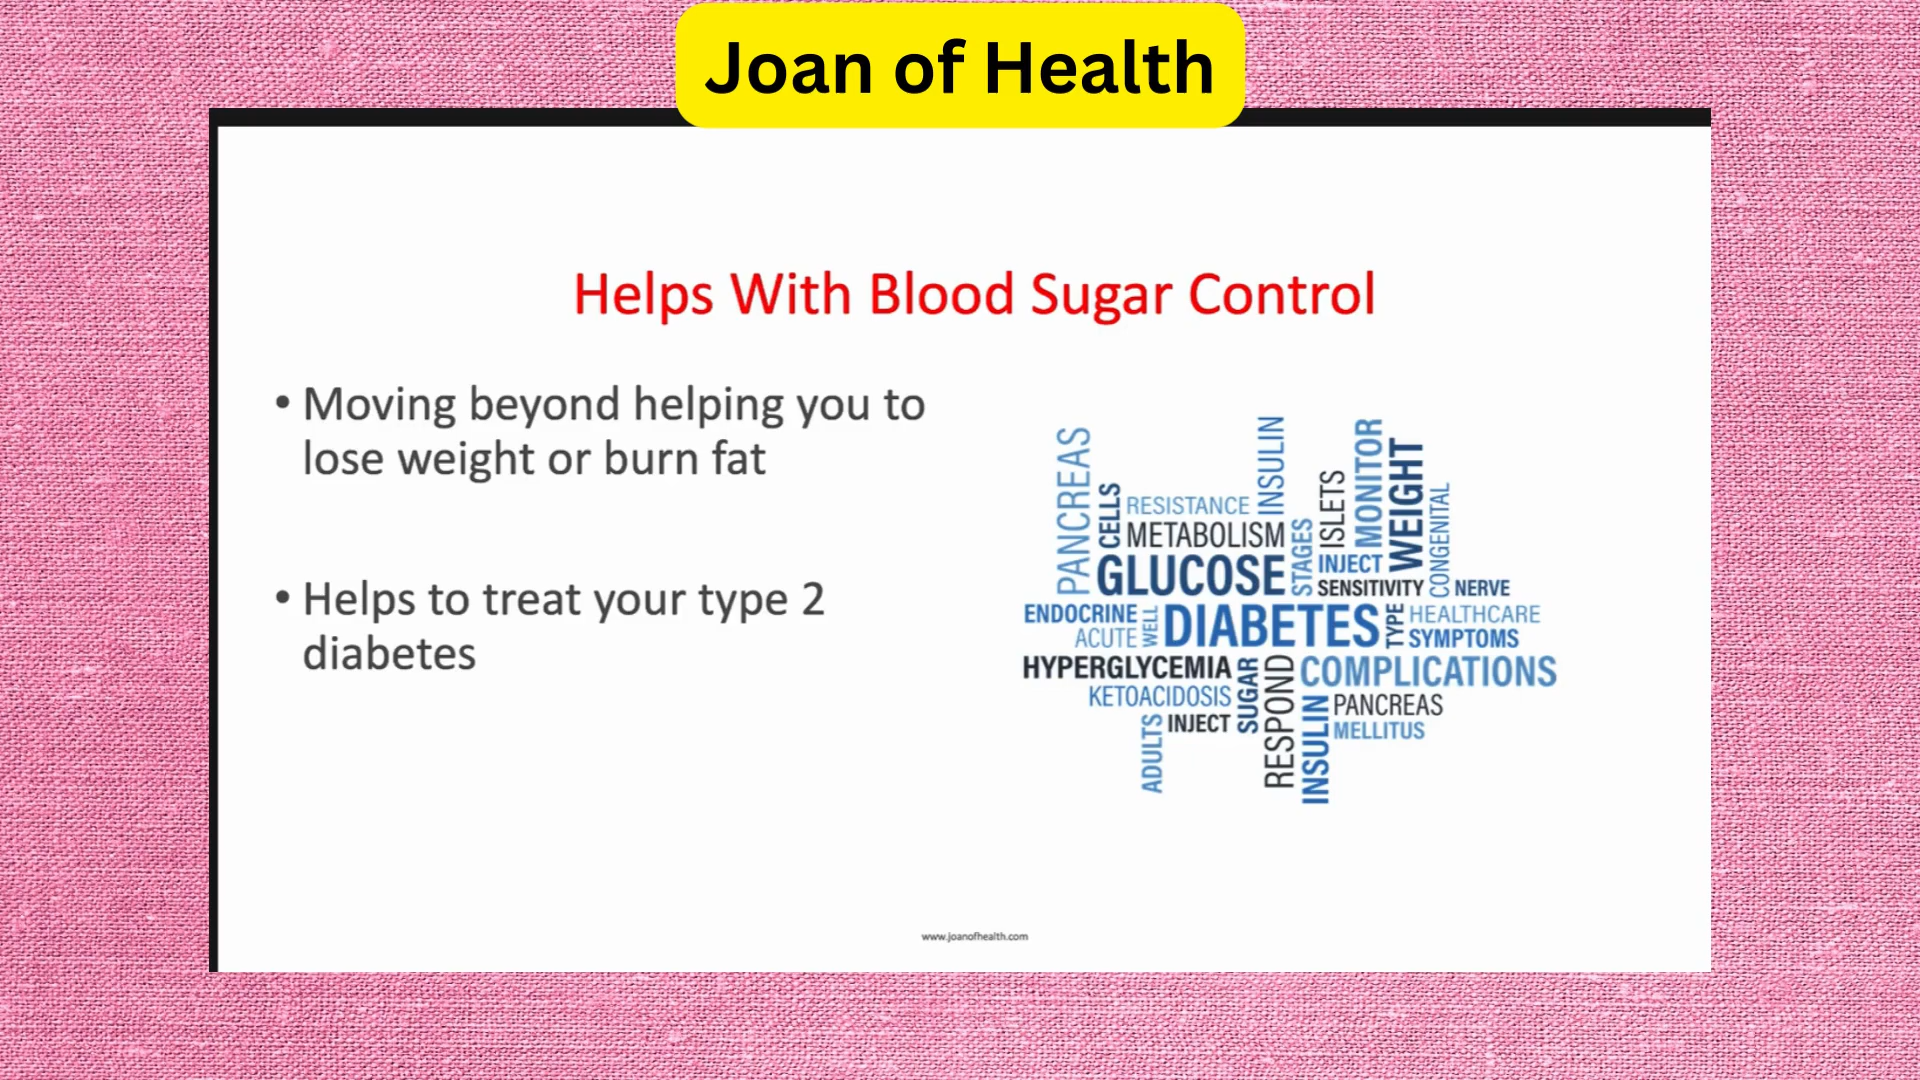 Joan of Health
Helps With Blood Sugar Control
• Moving beyond helping you to
lose weight or burn fat
• Helps to treat your type 2
diabetes
PANCREAS
CELLS
RESISTANCE
INSULIN
METABOLISM
GLUCOSE
STAGES
ISLETS
MONITOR
WEIGHT
CONGENITAL
INJECT
SENSITIVITY
NERVE
ENDOCRINE
ACUTE
WELL
DIABETES
TYPE
HEALTHCARE
SYMPTOMS
HYPERGLYCEMIA
KETOACIDOSIS
SUGAR
RESPOND
COMPLICATIONS
ADULTS
INJECT
INSULIN
PANCREAS
MELLITUS
www.joanofhealth.com